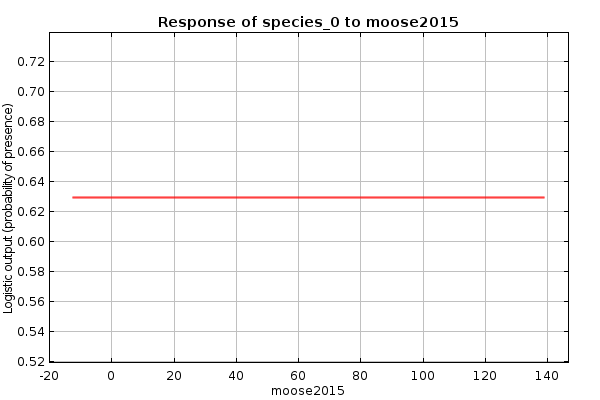 Response of species_0 to moose2015
Logistic output (probability of presence)
0.72
0.70
0.68
0.66
0.64
0.62
0.60
0.58
0.56
0.54
0.52
-20 0 20 40 60 80 100 120 140
moose2015